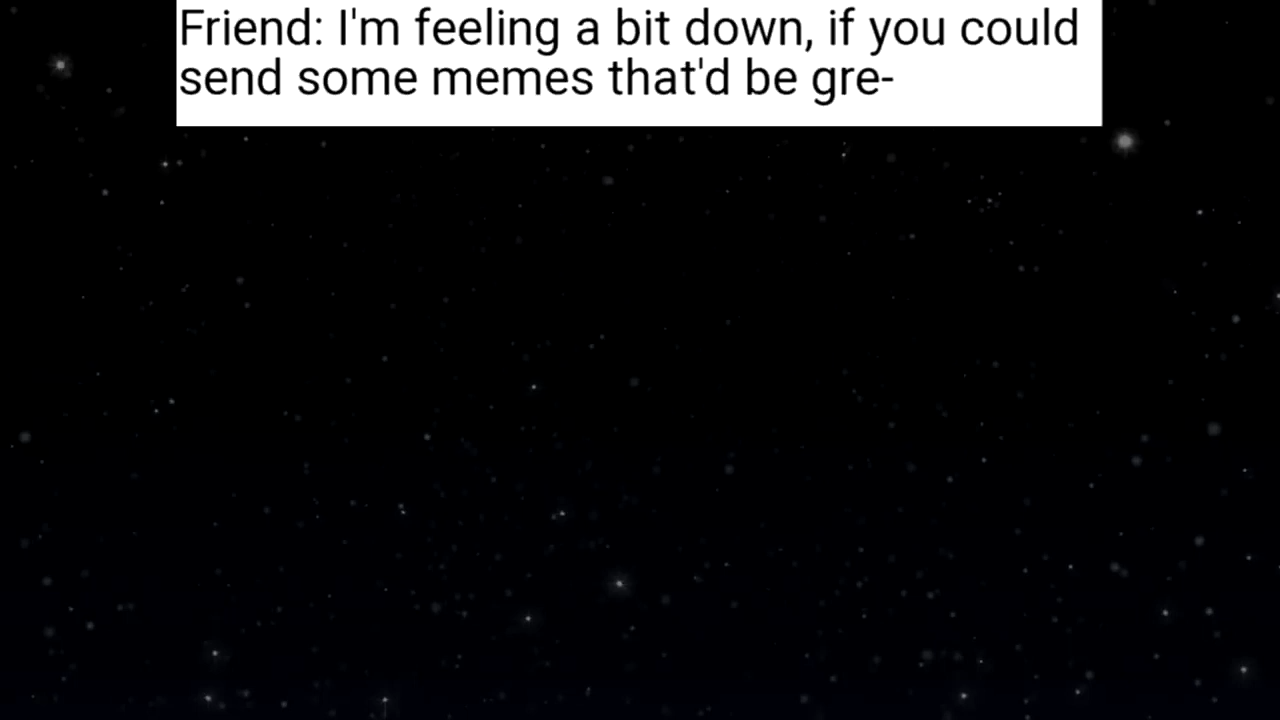 Friend: I'm feeling a bit down, if you could
send some memes that'd be gre-